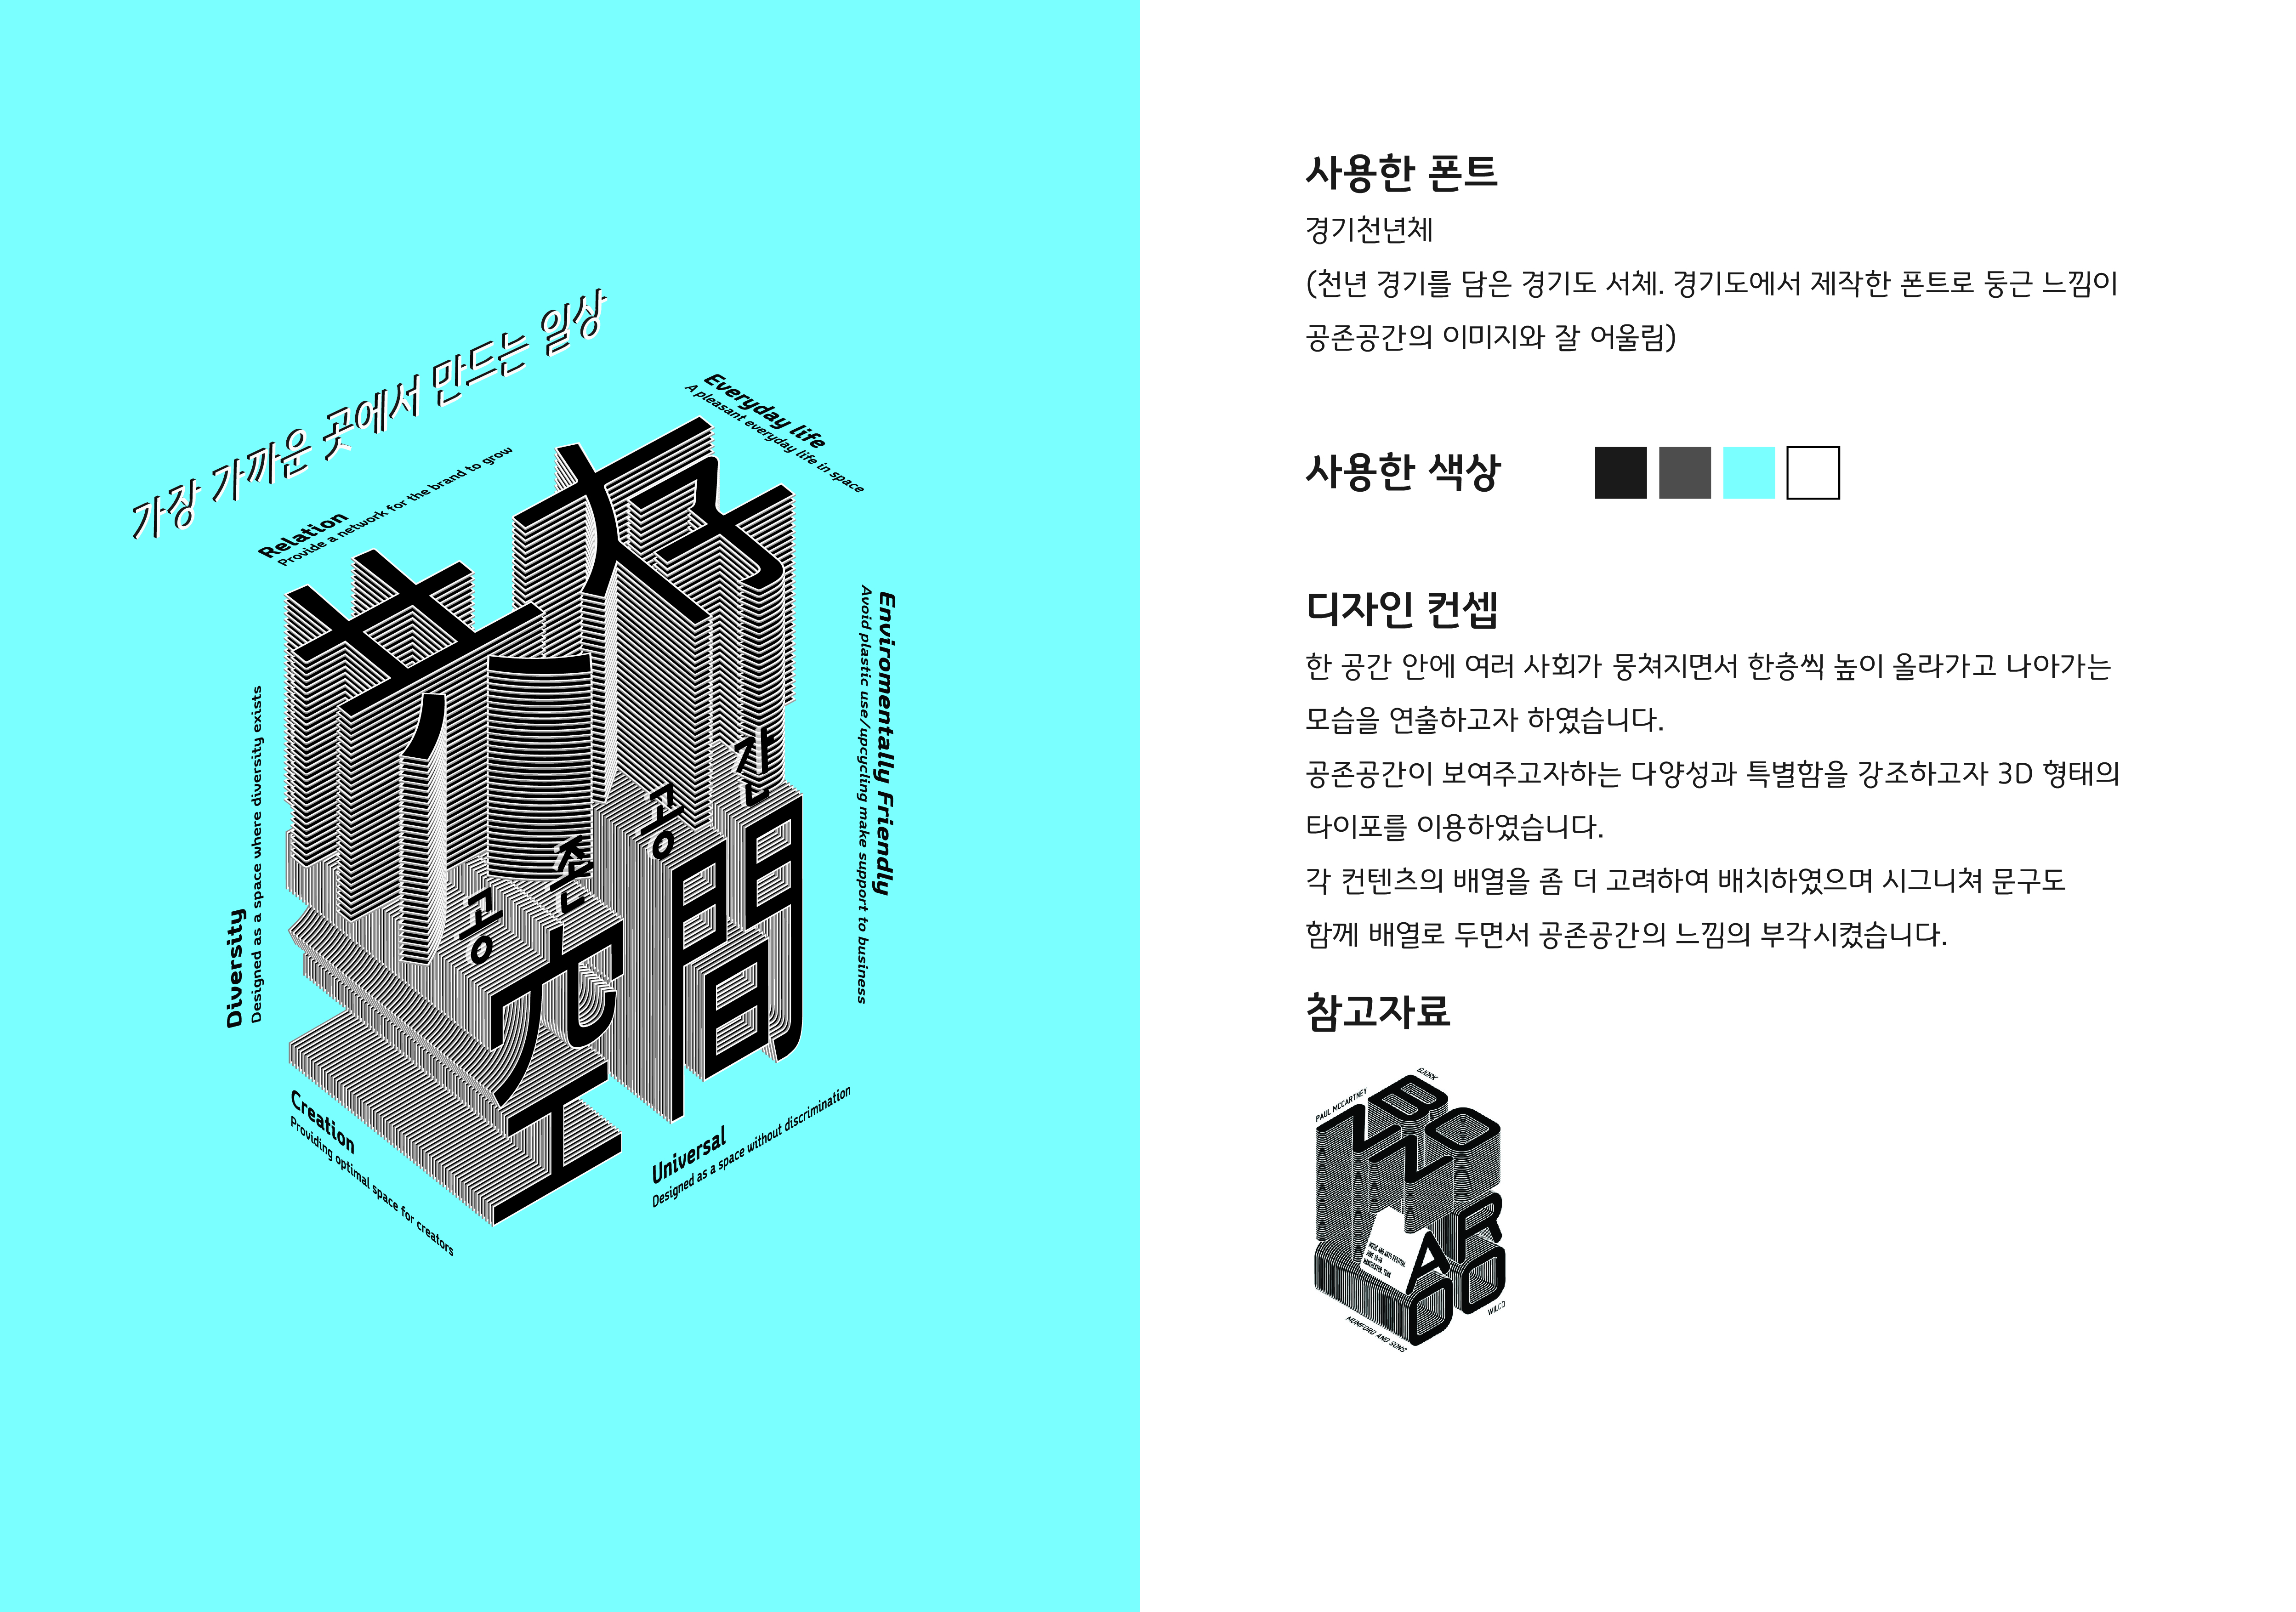 가장 가까운 곳에서 만드는 일상
Everyday life
A pleasant everyday life in space
Relation
Provide a network for the brand to grow
Enviromentally Friendly
Avoid plastic use/upcycling make support to business
Diversity
Designed as a space where diversity exists
共存
空間
공존공간
Creation
Providing optimal space for creators
Universal
Designed as a space without discrimination
사용한 폰트
경기천년체
(천년 경기를 담은 경기도 서체. 경기도에서 제작한 폰트로 둥근 느낌이
공존공간의 이미지와 잘 어울림)
사용한 색상
디자인 컨셉
한 공간 안에 여러 사회가 뭉쳐지면서 한층씩 높이 올라가고 나아가는
모습을 연출하고자 하였습니다.
공존공간이 보여주고자하는 다양성과 특별함을 강조하고자 3D 형태의
타이포를 이용하였습니다.
각 컨텐츠의 배열을 좀 더 고려하여 배치하였으며 시그니쳐 문구도
함께 배열로 두면서 공존공간의 느낌의 부각시켰습니다.
참고자료
BJORK
PAUL MCCARTNEY
BONNAROO
MUSIC AND ARTS FESTIVAL
MANCHESTER, TENN
WILCO
MUMFORD AND SONS